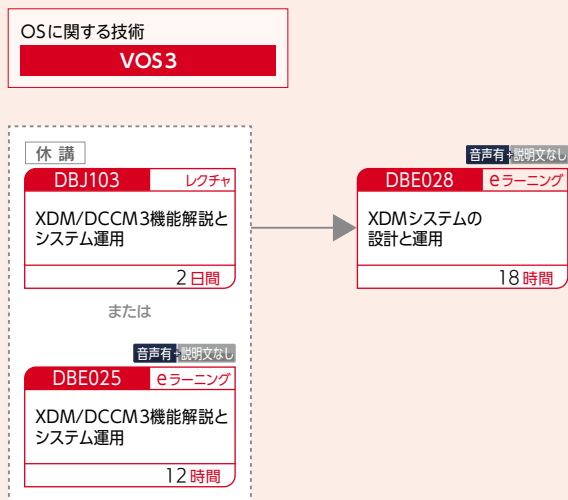 OSに関する技術
VOS3
休 講
DBJ103 レクチャ
XDM/DCCM3機能解説と
システム運用
2日間
または
音声有+説明文なし
DBE025 eラーニング
XDM/DCCM3機能解説と
システム運用
12時間
音声有+説明文なし
DBE028 eラーニング
XDMシステムの
設計と運用
18時間